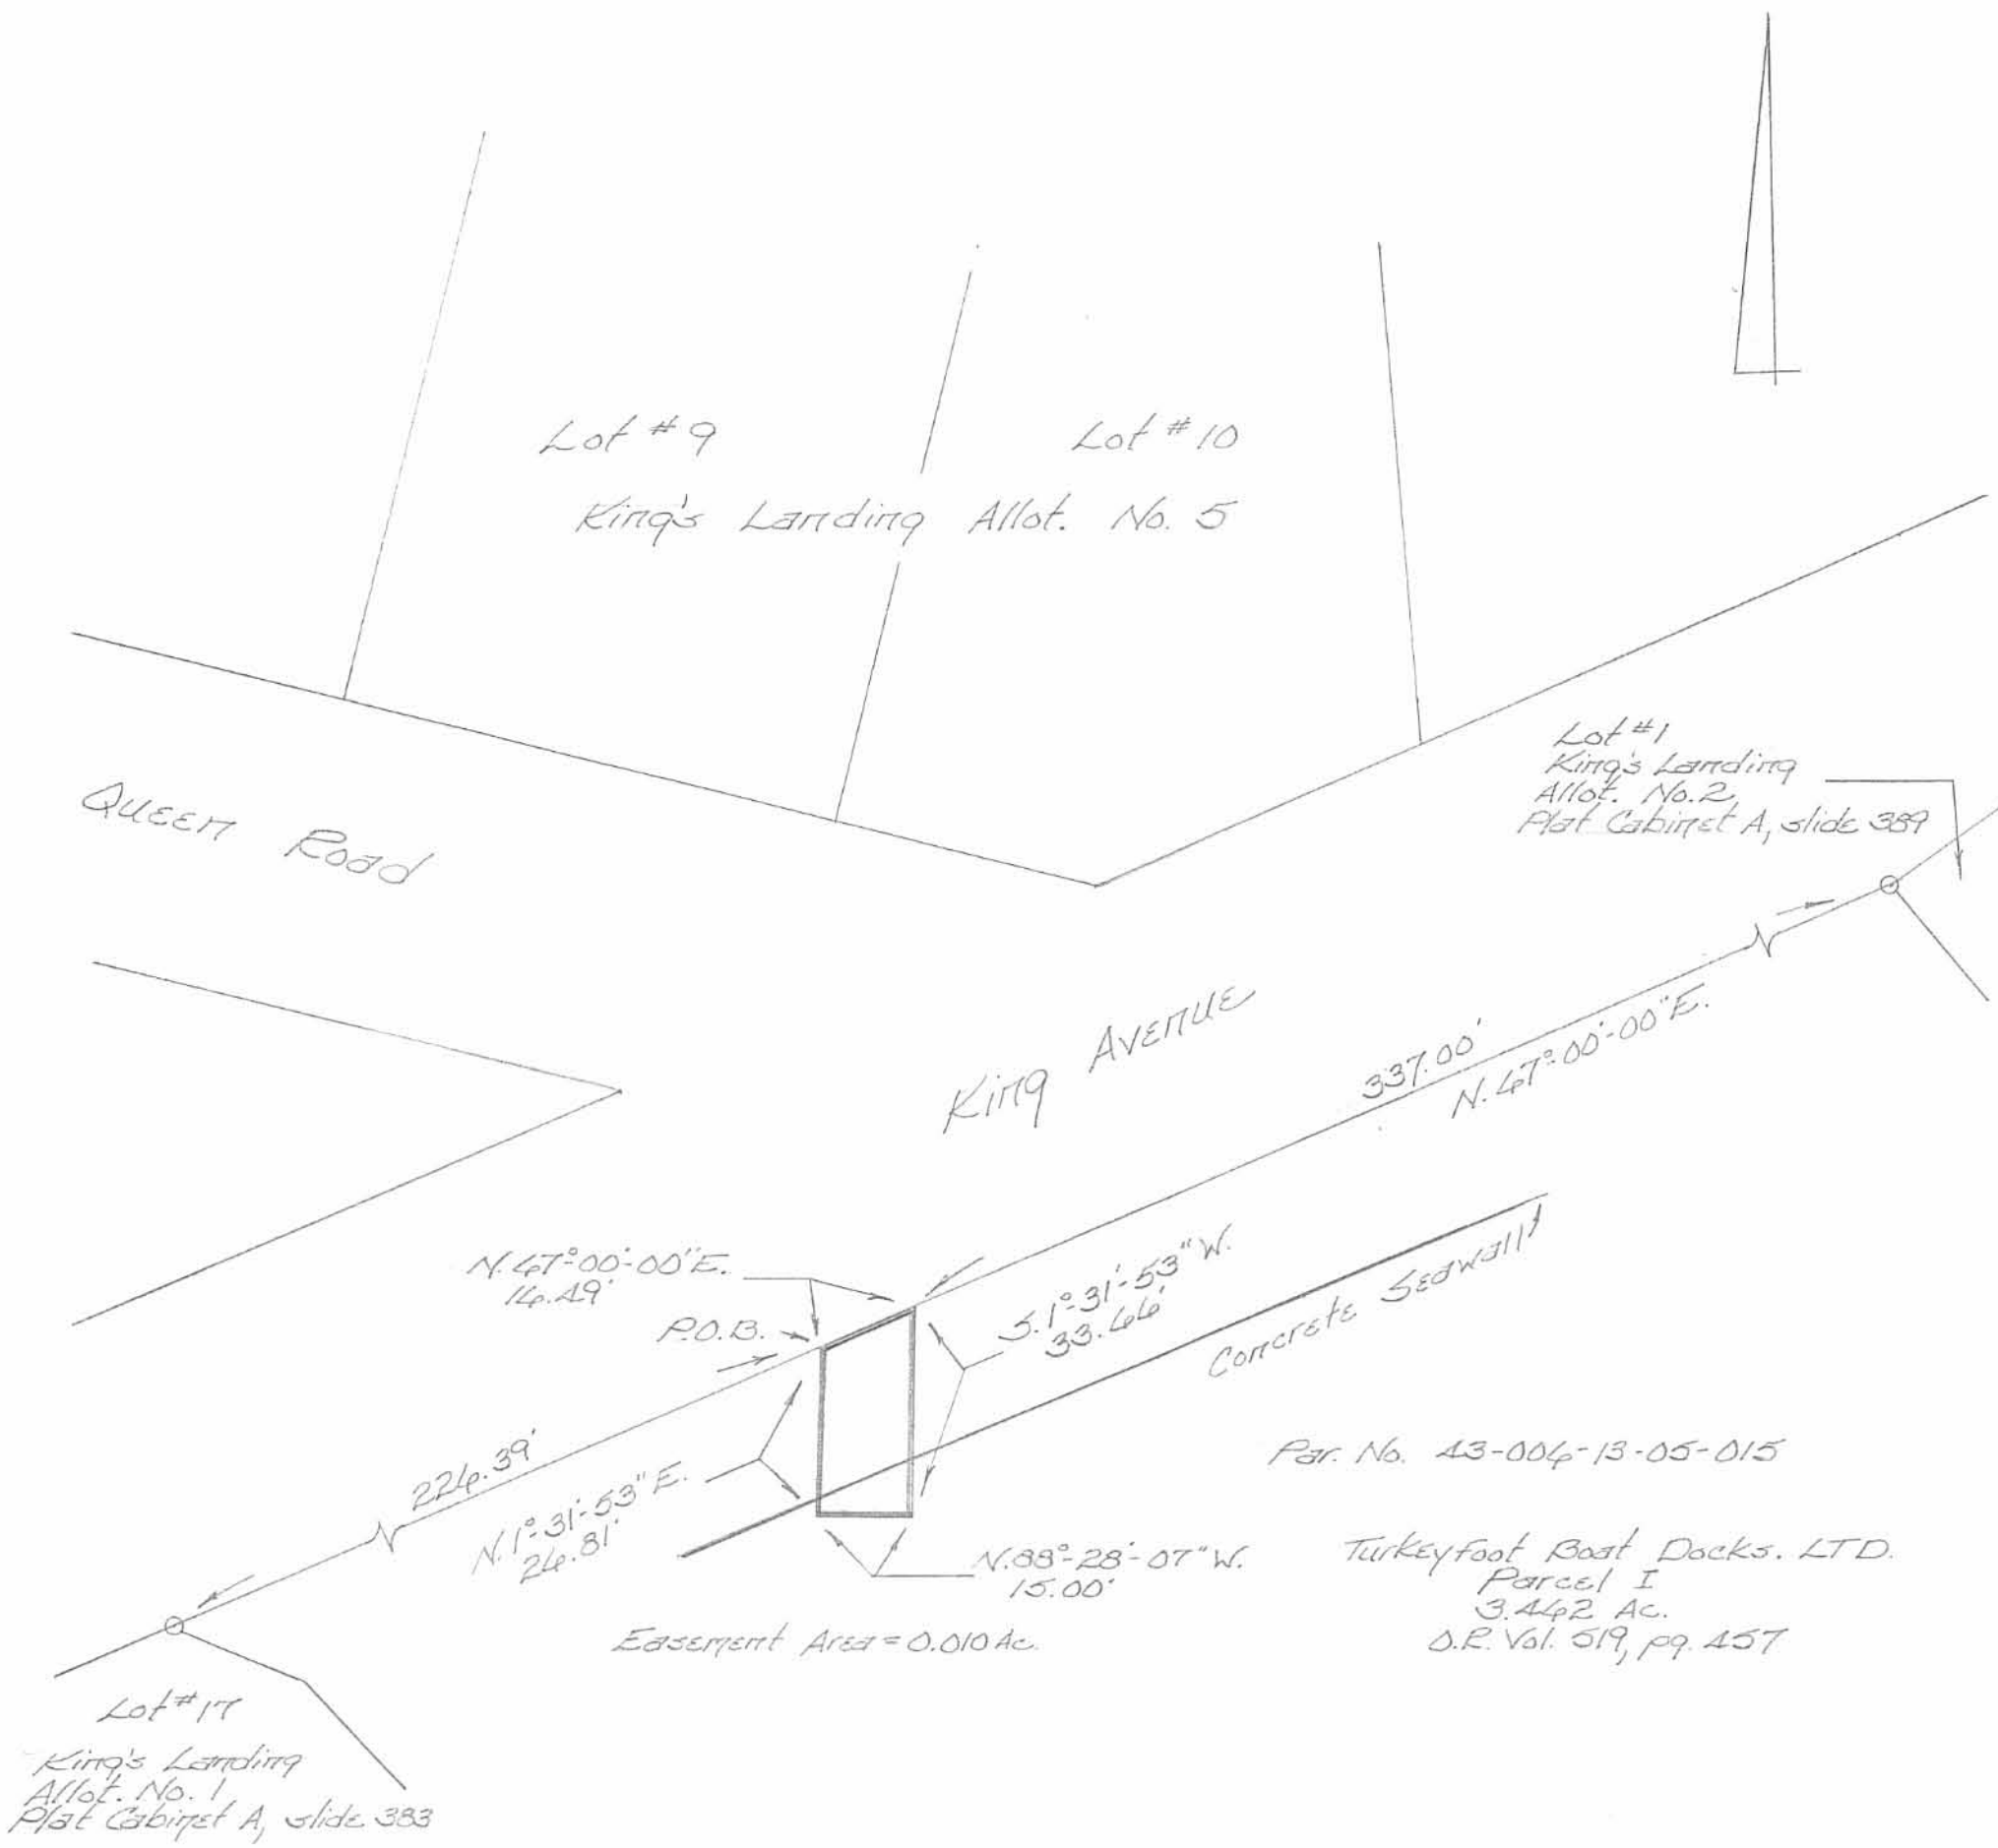 Lot #9
Lot #10
King's Landing Allot. No. 5
Lot #1
King's Landing
Allot. No. 2
Plat Cabinet A, slide 389
Queen Road
King Avenue
337.00'
N. 67°-00'-00" E.
N. 67°-00'-00" E.
16.49'
P.O.B.
S. 1°-31'-53" W.
33.66'
Concrete Seawall
226.39'
N. 1°-31'-53" E.
26.81'
N. 88°-28'-07" W.
15.00'
Easement Area = 0.010 Ac.
Par. No. 43-006-13-05-015
Turkeyfoot Boat Docks. LTD.
Parcel I
3.462 Ac.
O.R. Vol. 519, pg. 457
Lot #17
King's Landing
Allot. No. 1
Plat Cabinet A, slide 383